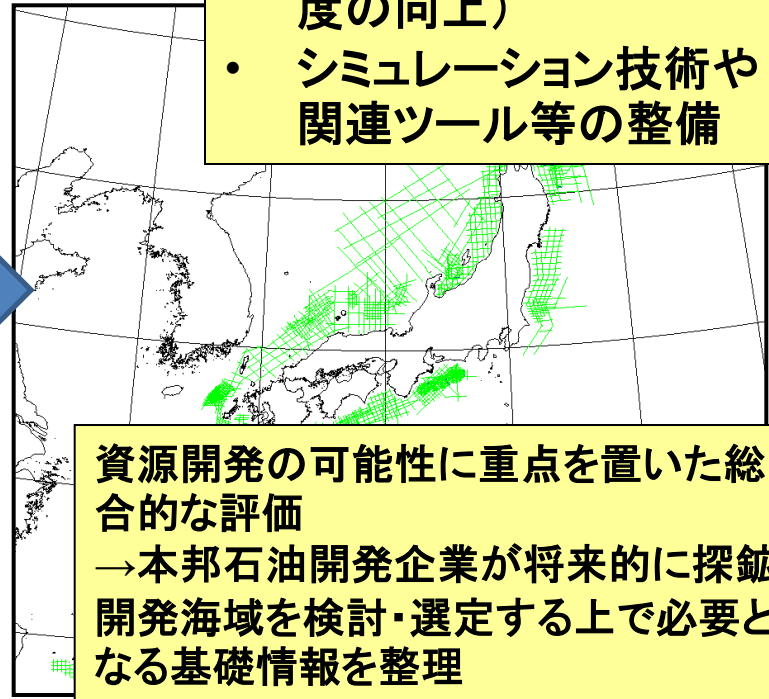 度の向上）
• シミュレーション技術や
関連ツール等の整備
資源開発の可能性に重点を置いた総
合的な評価
→本邦石油開発企業が将来的に探鉱
開発海域を検討・選定する上で必要と
なる基礎情報を整理